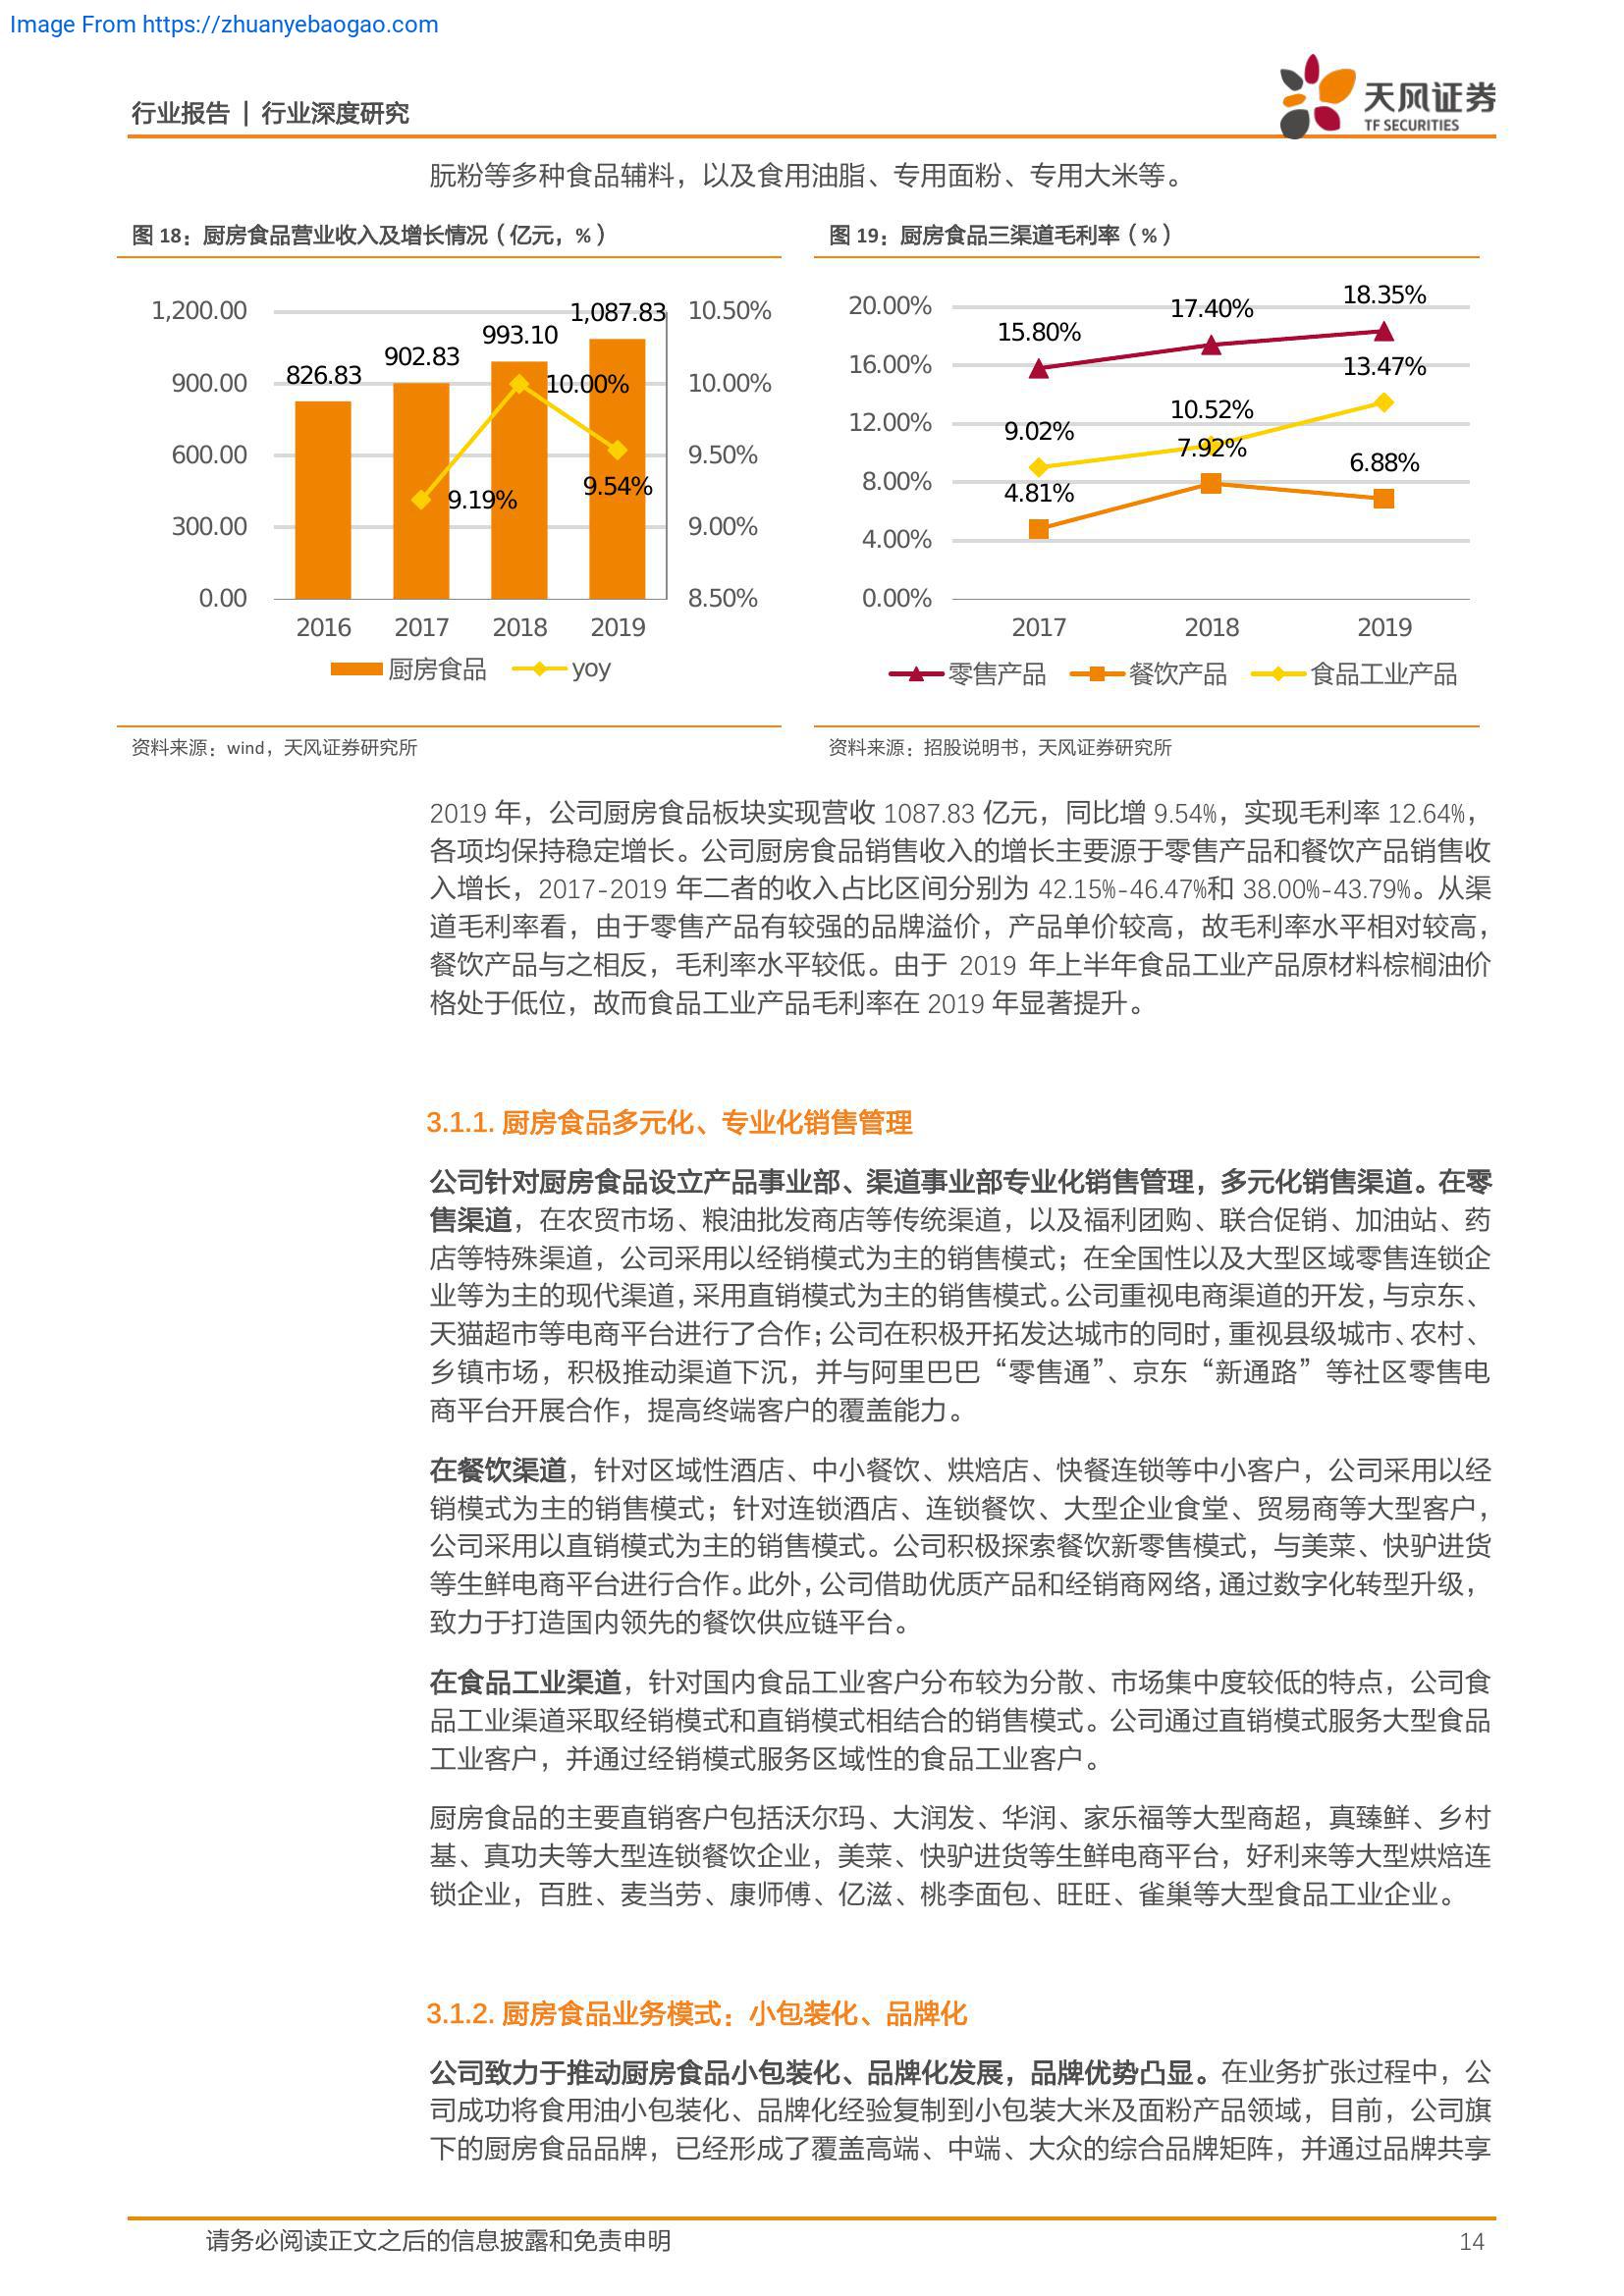 Image From https://zhuanyebaogao.com
行业报告 | 行业深度研究
天风证券
TF SECURITIES
朊粉等多种食品辅料，以及食用油脂、专用面粉、专用大米等。
图 18：厨房食品营业收入及增长情况（亿元，%）
1,200.00
900.00
600.00
300.00
0.00
826.83
902.83
993.10
1,087.83
9.19%
10.00%
9.54%
10.50%
10.00%
9.50%
9.00%
8.50%
2016 2017 2018 2019
厨房食品 yoy
资料来源：wind，天风证券研究所
图 19：厨房食品三渠道毛利率（%）
20.00%
16.00%
12.00%
8.00%
4.00%
0.00%
15.80%
17.40%
18.35%
9.02%
10.52%
13.47%
4.81%
7.92%
6.88%
2017 2018 2019
零售产品 餐饮产品 食品工业产品
资料来源：招股说明书，天风证券研究所
2019 年，公司厨房食品板块实现营收 1087.83 亿元，同比增 9.54%，实现毛利率 12.64%，
各项均保持稳定增长。公司厨房食品销售收入的增长主要源于零售产品和餐饮产品销售收
入增长，2017-2019 年二者的收入占比区间分别为 42.15%-46.47%和 38.00%-43.79%。从渠
道毛利率看，由于零售产品有较强的品牌溢价，产品单价较高，故毛利率水平相对较高，
餐饮产品与之相反，毛利率水平较低。由于 2019 年上半年食品工业产品原材料棕榈油价
格处于低位，故而食品工业产品毛利率在 2019 年显著提升。
3.1.1. 厨房食品多元化、专业化销售管理
公司针对厨房食品设立产品事业部、渠道事业部专业化销售管理，多元化销售渠道。在零
售渠道，在农贸市场、粮油批发商店等传统渠道，以及福利团购、联合促销、加油站、药
店等特殊渠道，公司采用以经销模式为主的销售模式；在全国性以及大型区域零售连锁企
业等为主的现代渠道，采用直销模式为主的销售模式。公司重视电商渠道的开发，与京东、
天猫超市等电商平台进行了合作；公司在积极开拓发达城市的同时，重视县级城市、农村、
乡镇市场，积极推动渠道下沉，并与阿里巴巴“零售通”、京东“新通路”等社区零售电
商平台开展合作，提高终端客户的覆盖能力。
在餐饮渠道，针对区域性酒店、中小餐饮、烘焙店、快餐连锁等中小客户，公司采用以经
销模式为主的销售模式；针对连锁酒店、连锁餐饮、大型企业食堂、贸易商等大型客户，
公司采用以直销模式为主的销售模式。公司积极探索餐饮新零售模式，与美菜、快驴进货
等生鲜电商平台进行合作。此外，公司借助优质产品和经销商网络，通过数字化转型升级，
致力于打造国内领先的餐饮供应链平台。
在食品工业渠道，针对国内食品工业客户分布较为分散、市场集中度较低的特点，公司食
品工业渠道采取经销模式和直销模式相结合的销售模式。公司通过直销模式服务大型食品
工业客户，并通过经销模式服务区域性的食品工业客户。
厨房食品的主要直销客户包括沃尔玛、大润发、华润、家乐福等大型商超，真臻鲜、乡村
基、真功夫等大型连锁餐饮企业，美菜、快驴进货等生鲜电商平台，好利来等大型烘焙连
锁企业，百胜、麦当劳、康师傅、亿滋、桃李面包、旺旺、雀巢等大型食品工业企业。
3.1.2. 厨房食品业务模式：小包装化、品牌化
公司致力于推动厨房食品小包装化、品牌化发展，品牌优势凸显。在业务扩张过程中，公
司成功将食用油小包装化、品牌化经验复制到小包装大米及面粉产品领域，目前，公司旗
下的厨房食品品牌，已经形成了覆盖高端、中端、大众的综合品牌矩阵，并通过品牌共享
请务必阅读正文之后的信息披露和免责申明 14